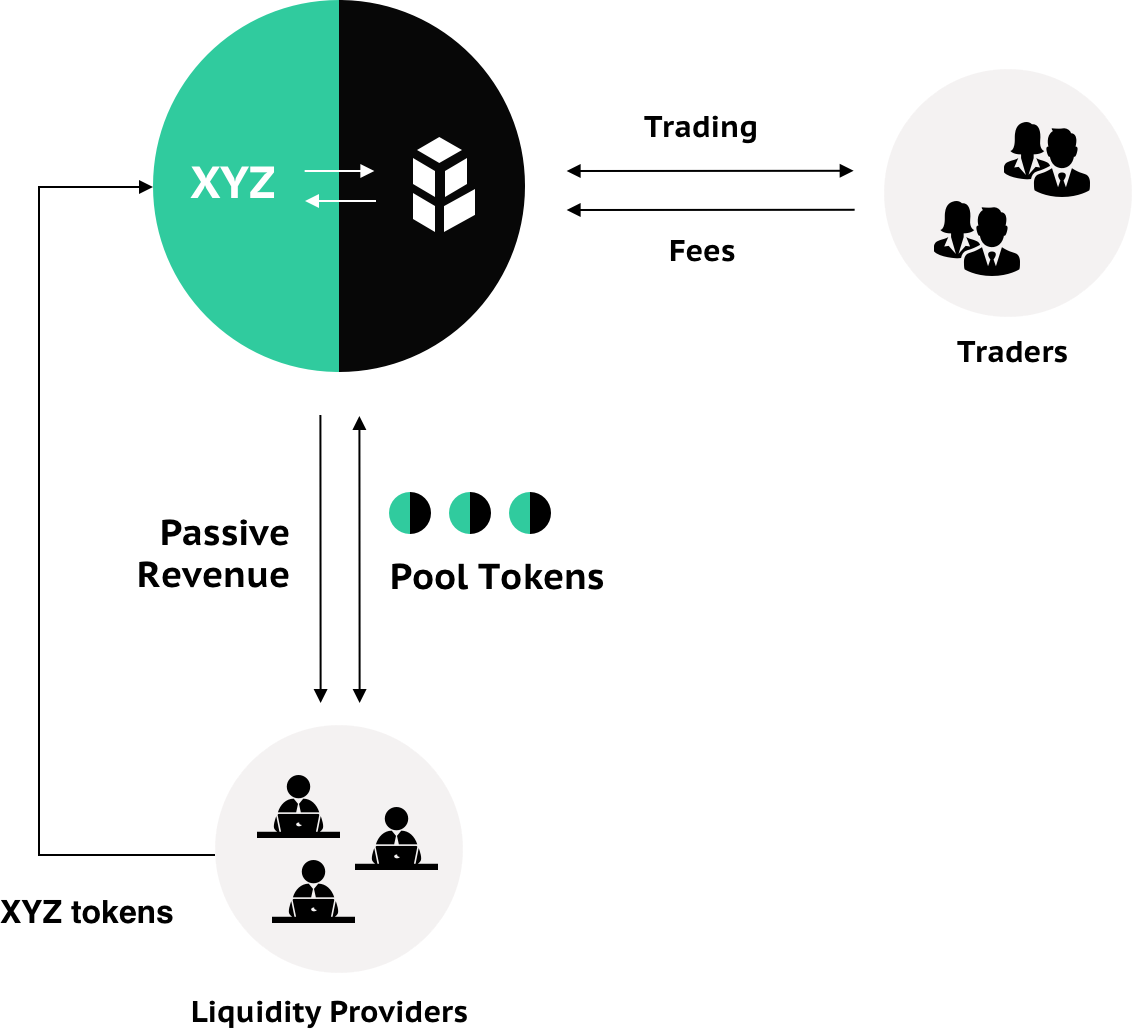 XYZ
Trading
Fees
Traders
Passive
Revenue
Pool Tokens
XYZ tokens
Liquidity Providers